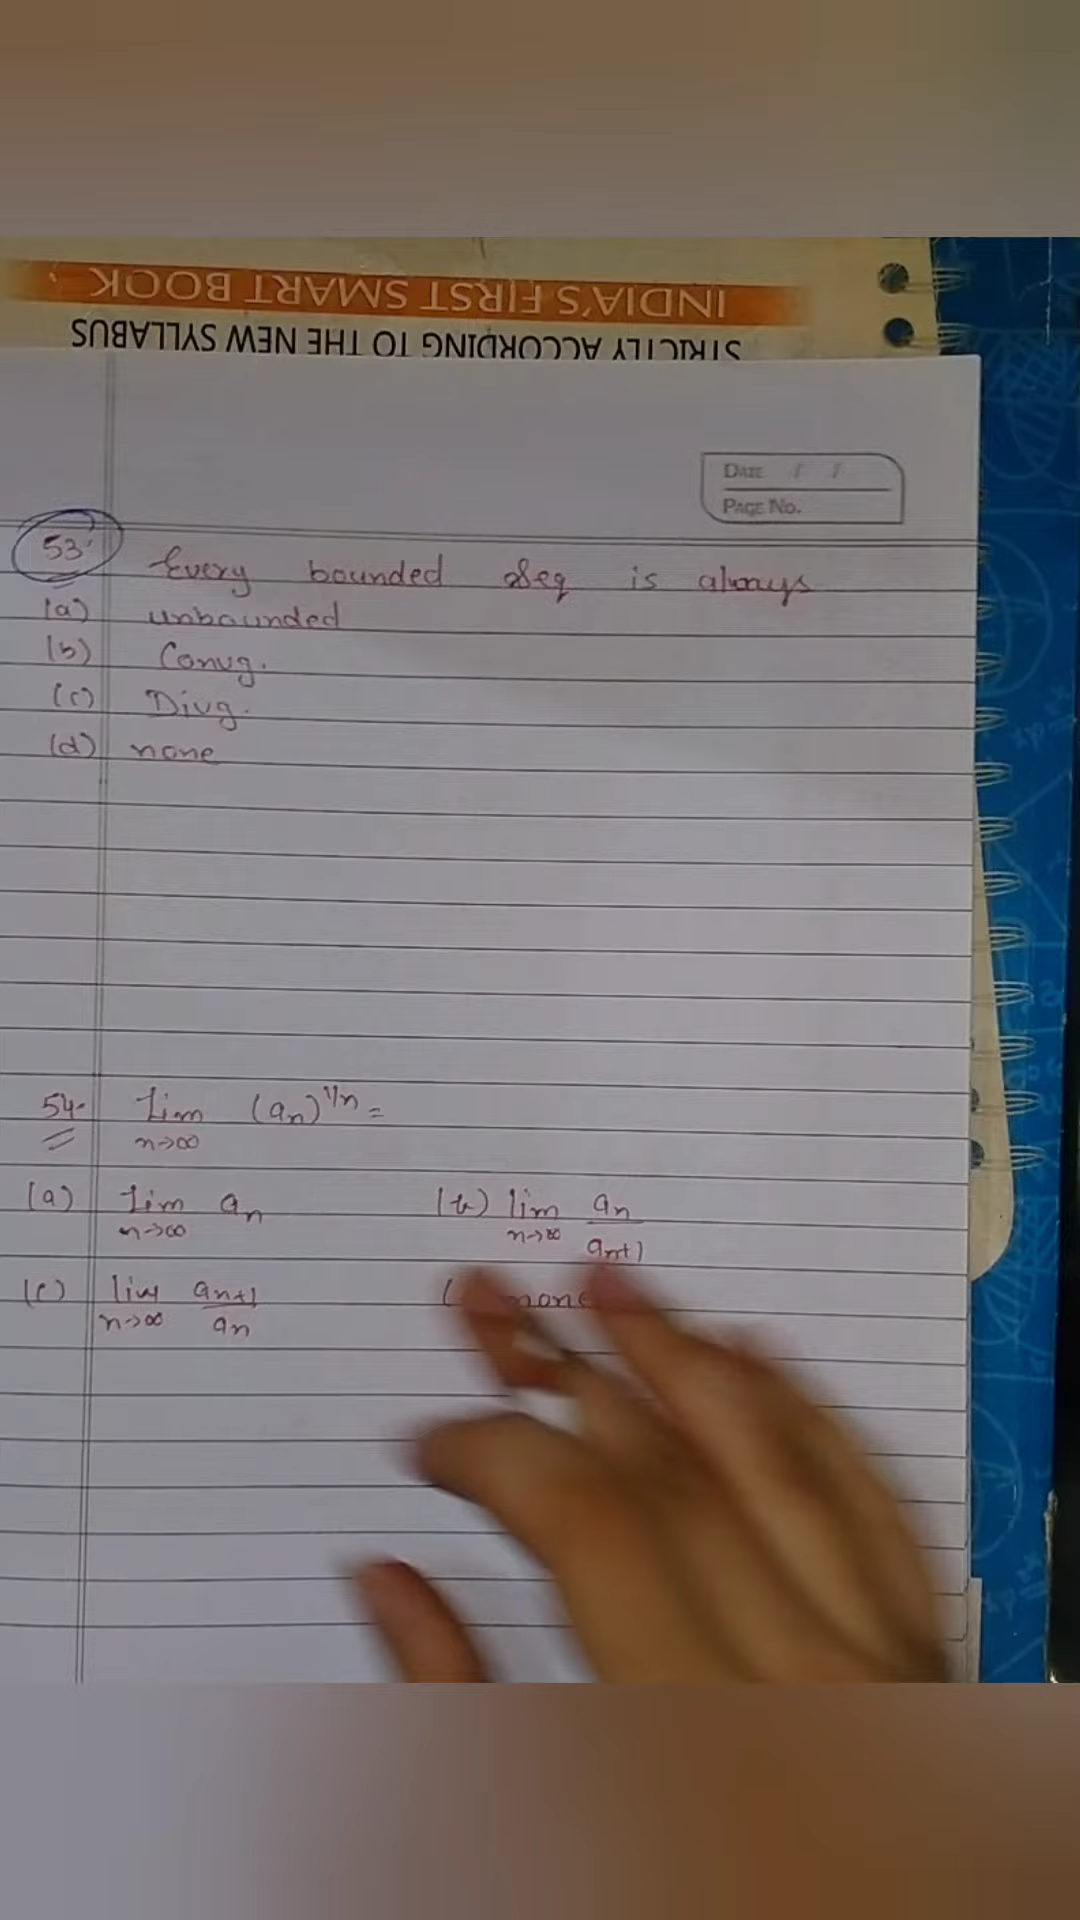 INDIA'S FIRST SMART BOOK
STRICTLY ACCORDING TO THE NEW SYLLABUS
DATE / /
PAGE NO.
53. Every bounded Seq is always
(a) unbounded
(b) Convg.
(c) Divg.
(d) none
54. Lim n→∞ (an)^1/n =
(a) Lim n→∞ an (b) lim n→∞ an/an+1
(c) lim n→∞ an+1/an ( none